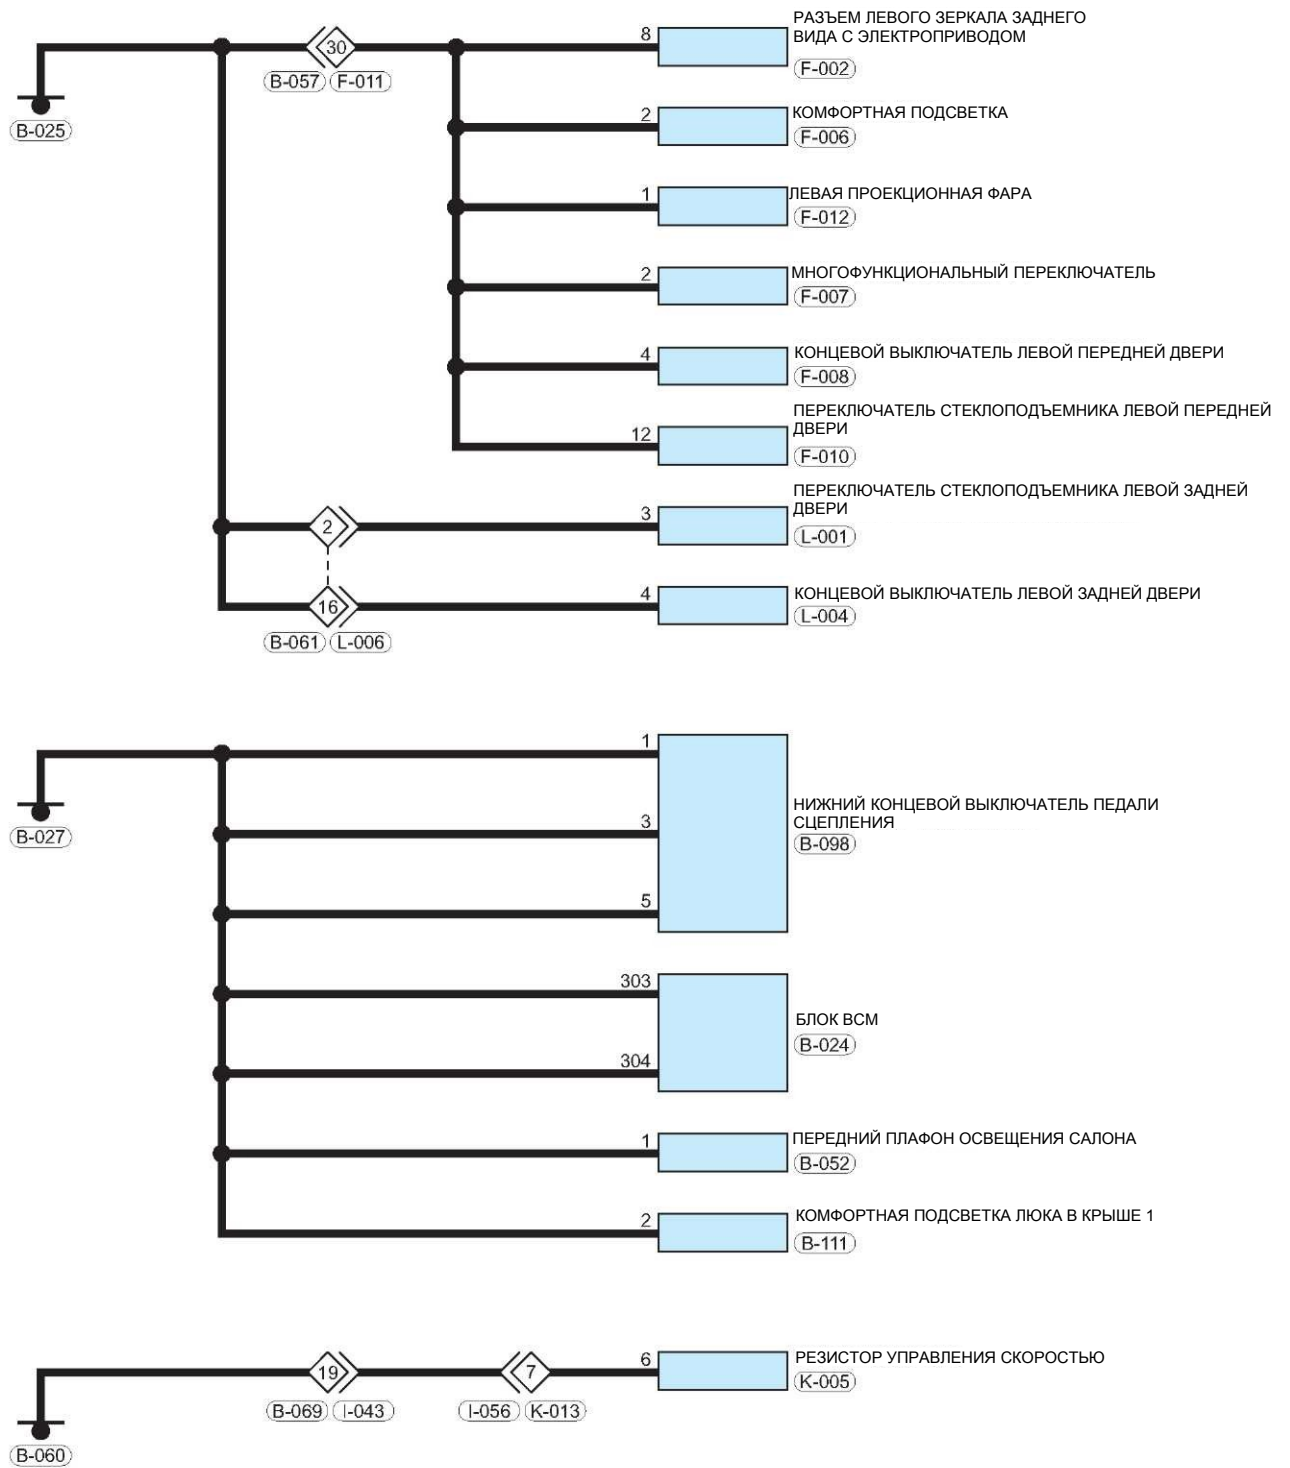 8
РАЗЪЕМ ЛЕВОГО ЗЕРКАЛА ЗАДНЕГО
ВИДА С ЭЛЕКТРОПРИВОДОМ
F-002
30
B-057 F-011
B-025
2
КОМФОРТНАЯ ПОДСВЕТКА
F-006
1
ЛЕВАЯ ПРОЕКЦИОННАЯ ФАРА
F-012
2
МНОГОФУНКЦИОНАЛЬНЫЙ ПЕРЕКЛЮЧАТЕЛЬ
F-007
4
КОНЦЕВОЙ ВЫКЛЮЧАТЕЛЬ ЛЕВОЙ ПЕРЕДНЕЙ ДВЕРИ
F-008
12
ПЕРЕКЛЮЧАТЕЛЬ СТЕКЛОПОДЪЕМНИКА ЛЕВОЙ ПЕРЕДНЕЙ
ДВЕРИ
F-010
2
3
ПЕРЕКЛЮЧАТЕЛЬ СТЕКЛОПОДЪЕМНИКА ЛЕВОЙ ЗАДНЕЙ
ДВЕРИ
L-001
16
4
КОНЦЕВОЙ ВЫКЛЮЧАТЕЛЬ ЛЕВОЙ ЗАДНЕЙ ДВЕРИ
L-004
B-061 L-006
B-027
1
3
5
НИЖНИЙ КОНЦЕВОЙ ВЫКЛЮЧАТЕЛЬ ПЕДАЛИ
СЦЕПЛЕНИЯ
B-098
303
304
БЛОК BCM
B-024
1
ПЕРЕДНИЙ ПЛАФОН ОСВЕЩЕНИЯ САЛОНА
B-052
2
КОМФОРТНАЯ ПОДСВЕТКА ЛЮКА В КРЫШЕ 1
B-111
19
7
6
РЕЗИСТОР УПРАВЛЕНИЯ СКОРОСТЬЮ
K-005
B-069 I-043
I-056 K-013
B-060